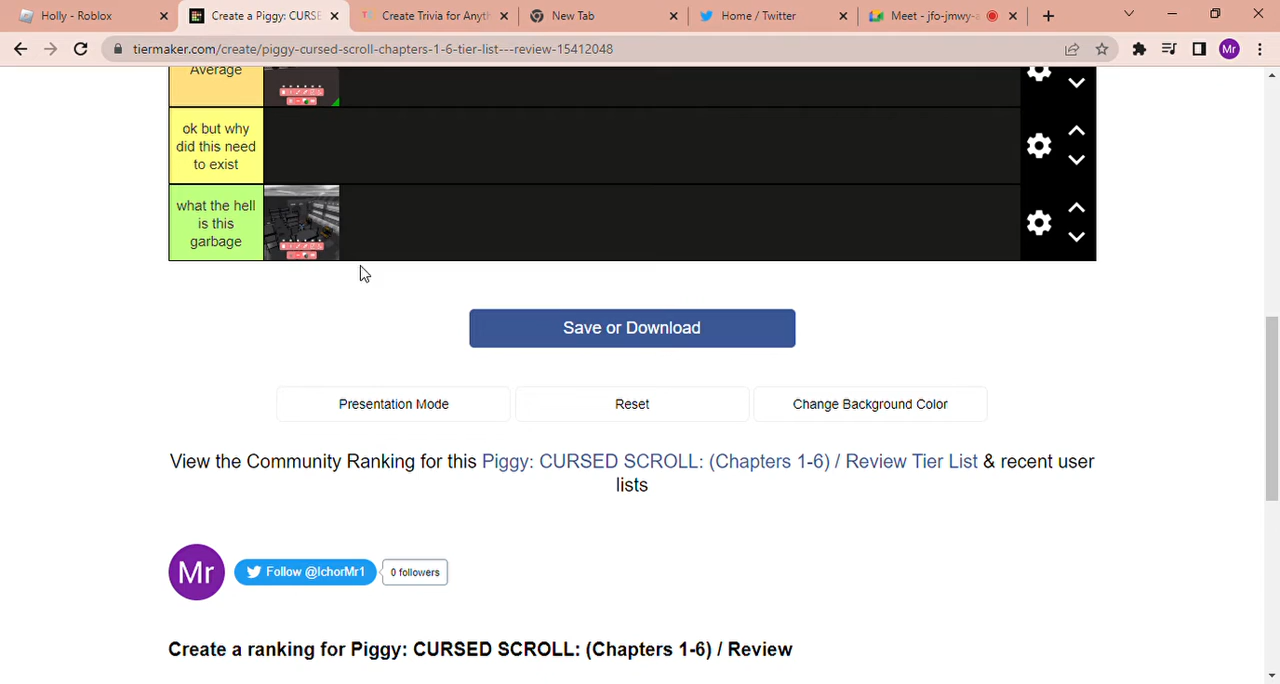 Holly - Roblox
Create a Piggy: CURSE
Create Trivia for Anyth
New Tab
Home / Twitter
Meet - jfo-jmwy-
tiermaker.com/create/piggy-cursed-scroll-chapters-1-6-tier-list---review-15412048
Mr
Average
ok but why
did this need
to exist
what the hell
is this
garbage
Save or Download
Presentation Mode
Reset
Change Background Color
View the Community Ranking for this Piggy: CURSED SCROLL: (Chapters 1-6) / Review Tier List & recent user
lists
Mr
Follow @IchorMr1
0 followers
Create a ranking for Piggy: CURSED SCROLL: (Chapters 1-6) / Review